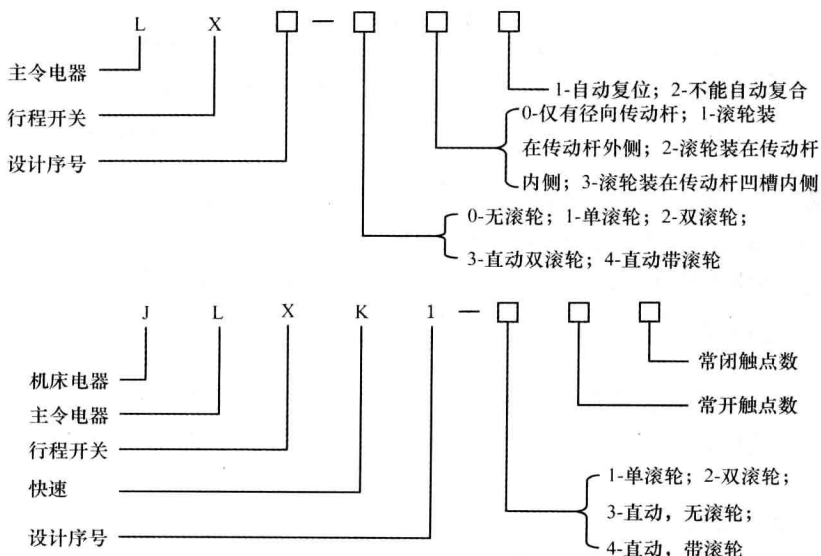 L X □ — □ □ □
主令电器
1-自动复位；2-不能自动复合
行程开关
0-仅有径向传动杆；1-滚轮装
在传动杆外侧；2-滚轮装在传动杆
设计序号
内侧；3-滚轮装在传动杆凹槽内侧
0-无滚轮；1-单滚轮；2-双滚轮；
3-直动双滚轮；4-直动带滚轮
J L X K 1 — □ □ □
常闭触点数
机床电器
常开触点数
主令电器
行程开关
1-单滚轮；2-双滚轮；
快速
3-直动，无滚轮；
设计序号
4-直动，带滚轮